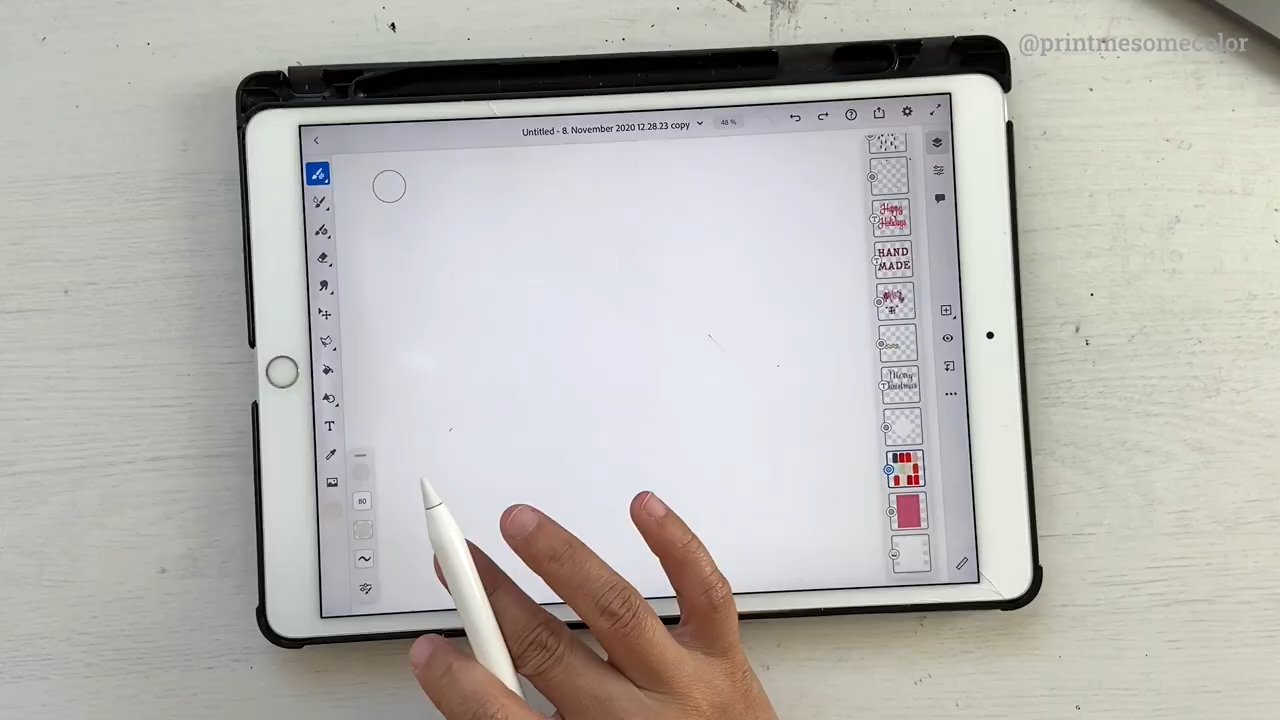 @printmesomecolor
Untitled - 8. November 2020 12.28.23 copy
48 %
Happy
Holidays
HAND
MADE
Merry
Christmas
T
80